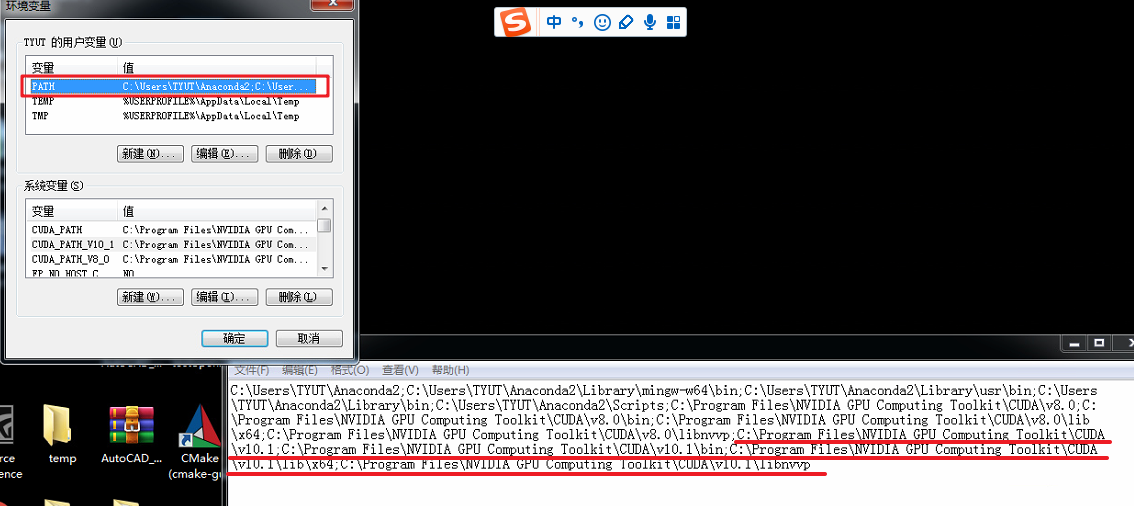 环境变量
TYUT 的用户变量(U)
变量 值
PATH C:\Users\TYUT\Anaconda2;C:\User...
TEMP %USERPROFILE%\AppData\Local\Temp
TMP %USERPROFILE%\AppData\Local\Temp
新建(N)... 编辑(E)... 删除(D)
系统变量(S)
变量 值
CUDA_PATH C:\Program Files\NVIDIA GPU Com...
CUDA_PATH_V10_1 C:\Program Files\NVIDIA GPU Com...
CUDA_PATH_V8_0 C:\Program Files\NVIDIA GPU Com...
FP_NO_HOST_C... NO
新建(W)... 编辑(I)... 删除(L)
确定 取消
中
文件(F) 编辑(E) 格式(O) 查看(V) 帮助(H)
C:\Users\TYUT\Anaconda2;C:\Users\TYUT\Anaconda2\Library\mingw-w64\bin;C:\Users\TYUT\Anaconda2\Library\usr\bin;C:\Users
\TYUT\Anaconda2\Library\bin;C:\Users\TYUT\Anaconda2\Scripts;C:\Program Files\NVIDIA GPU Computing Toolkit\CUDA\v8.0;C:
\Program Files\NVIDIA GPU Computing Toolkit\CUDA\v8.0\bin;C:\Program Files\NVIDIA GPU Computing Toolkit\CUDA\v8.0\lib
\x64;C:\Program Files\NVIDIA GPU Computing Toolkit\CUDA\v8.0\libnvvp;C:\Program Files\NVIDIA GPU Computing Toolkit\CUDA
\v10.1;C:\Program Files\NVIDIA GPU Computing Toolkit\CUDA\v10.1\bin;C:\Program Files\NVIDIA GPU Computing Toolkit\CUDA
\v10.1\lib\x64;C:\Program Files\NVIDIA GPU Computing Toolkit\CUDA\v10.1\libnvvp
temp
AutoCAD_...
CMake
(cmake-gu